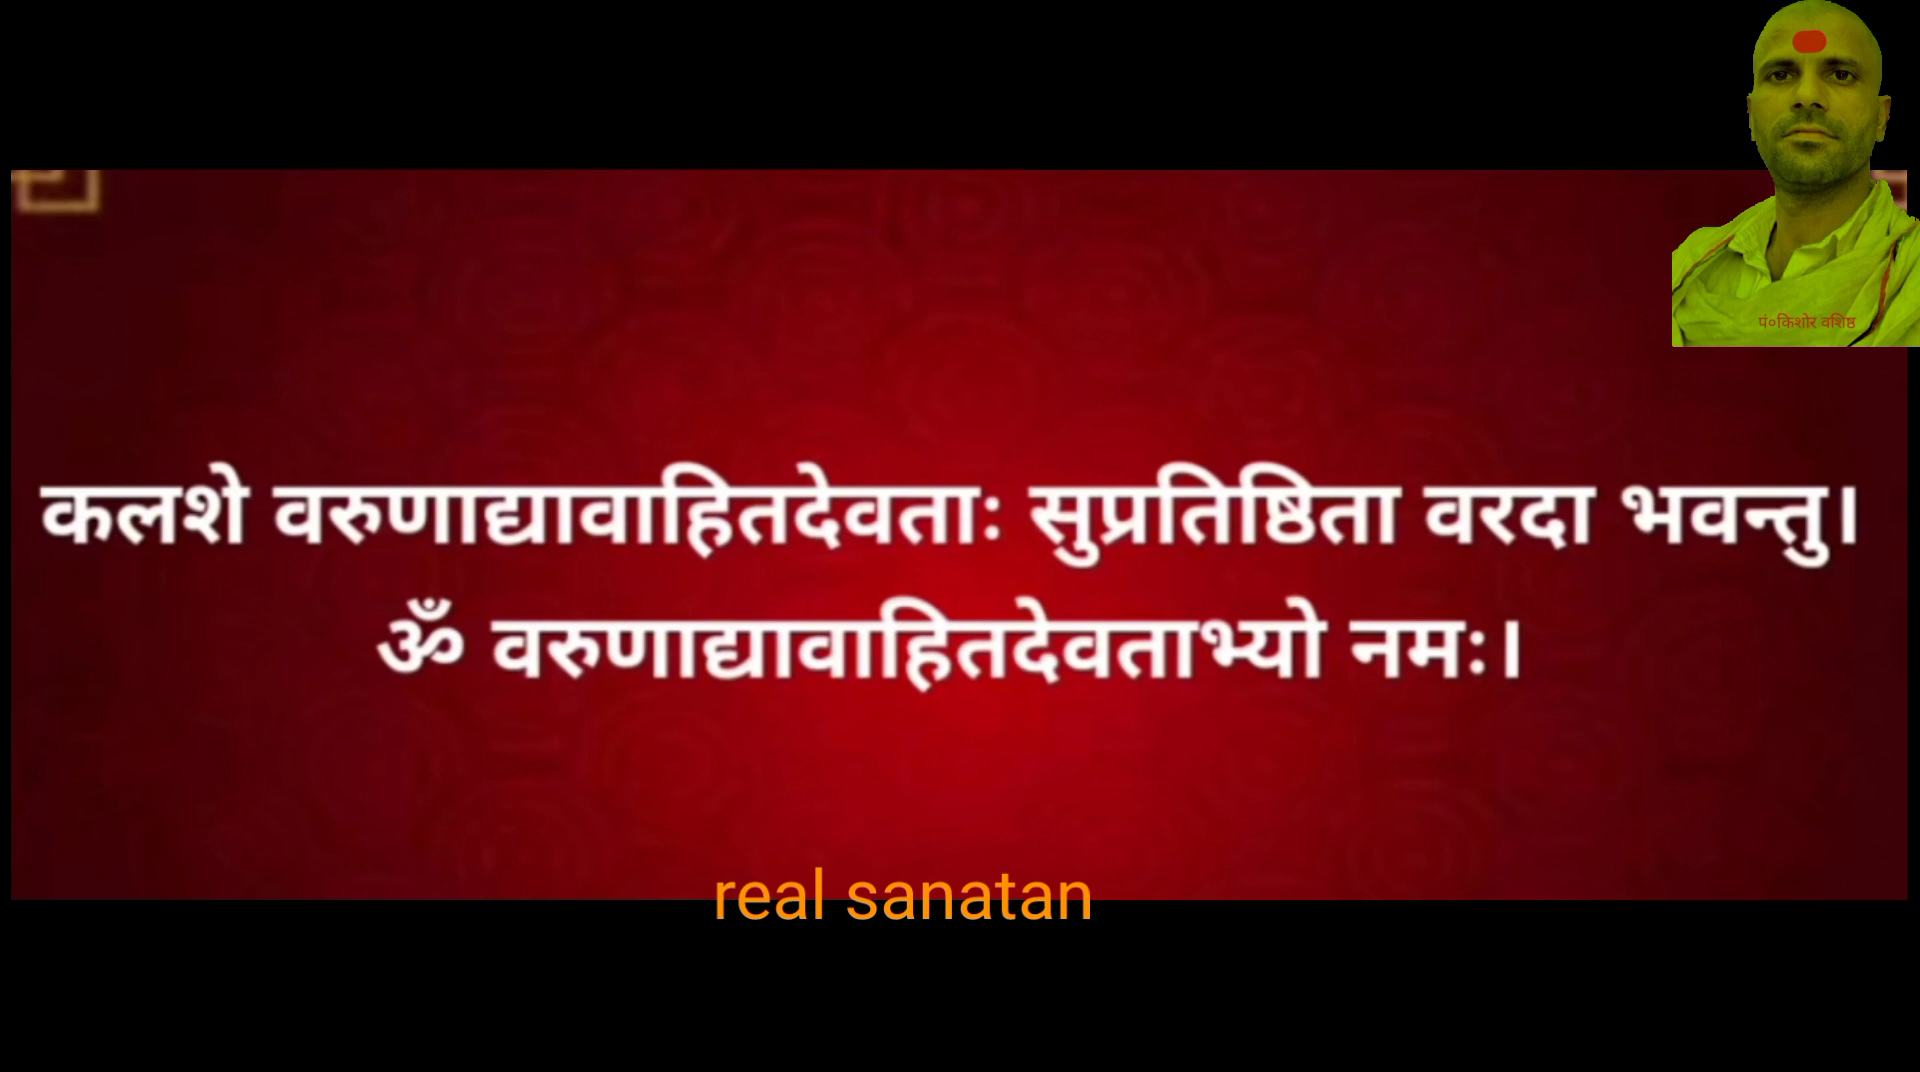 पं०किशोर वशिष्ठ
कलशे वरुणाद्यावाहितदेवताः सुप्रतिष्ठिता वरदा भवन्तु।
ॐ वरुणाद्यावाहितदेवताभ्यो नमः।
real sanatan